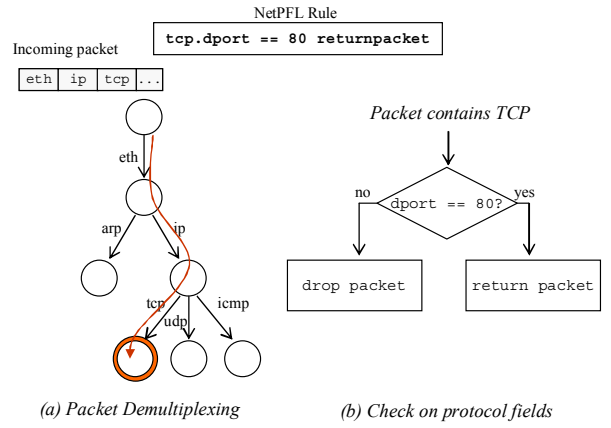 NetPFL Rule
tcp.dport == 80 returnpacket
Incoming packet
eth ip tcp ...
eth
arp
ip
tcp
udp
icmp
(a) Packet Demultiplexing
Packet contains TCP
no
yes
dport == 80?
drop packet
return packet
(b) Check on protocol fields